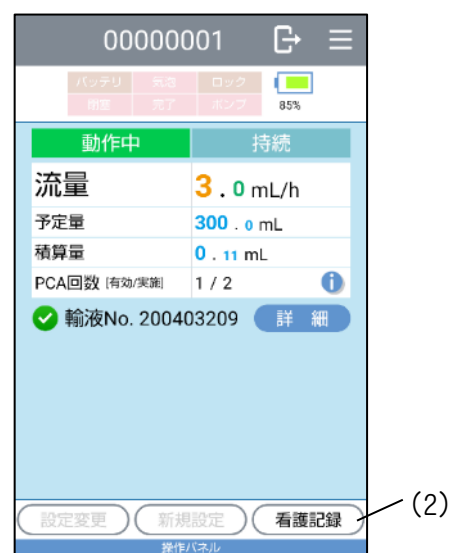 00000001
バッテリ 気泡 ロック
閉塞 完了 ポンプ 85%
動作中 持続
流量 3.0 mL/h
予定量 300.0 mL
積算量 0.11 mL
PCA回数 [有効/実施] 1 / 2 i
輸液No. 200403209 詳 細
設定変更 新規設定 看護記録 (2)
操作パネル